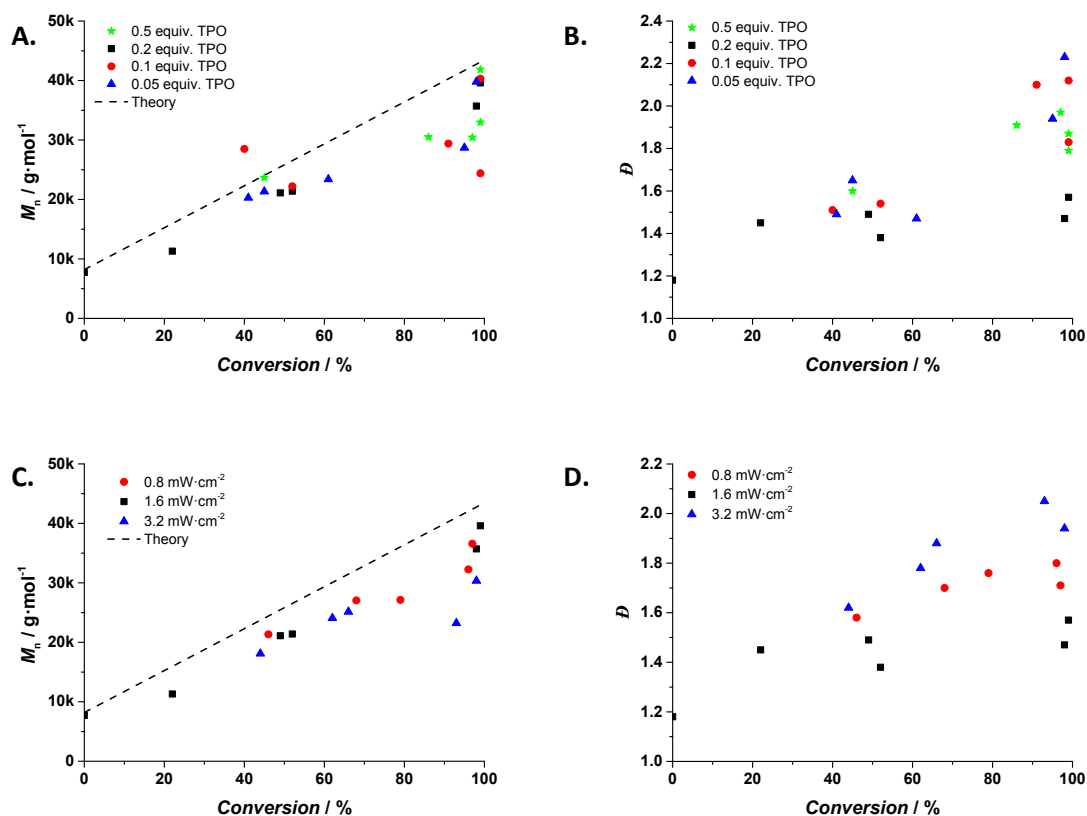 A.
50k
40k
30k
20k
10k
0
0 20 40 60 80 100
Mn / g·mol⁻¹
Conversion / %
0.5 equiv. TPO
0.2 equiv. TPO
0.1 equiv. TPO
0.05 equiv. TPO
Theory
B.
2.4
2.2
2.0
1.8
1.6
1.4
1.2
1.0
0 20 40 60 80 100
Đ
Conversion / %
0.5 equiv. TPO
0.2 equiv. TPO
0.1 equiv. TPO
0.05 equiv. TPO
C.
50k
40k
30k
20k
10k
0
0 20 40 60 80 100
Mn / g·mol⁻¹
Conversion / %
0.8 mW·cm⁻²
1.6 mW·cm⁻²
3.2 mW·cm⁻²
Theory
D.
2.2
2.0
1.8
1.6
1.4
1.2
1.0
0 20 40 60 80 100
Đ
Conversion / %
0.8 mW·cm⁻²
1.6 mW·cm⁻²
3.2 mW·cm⁻²